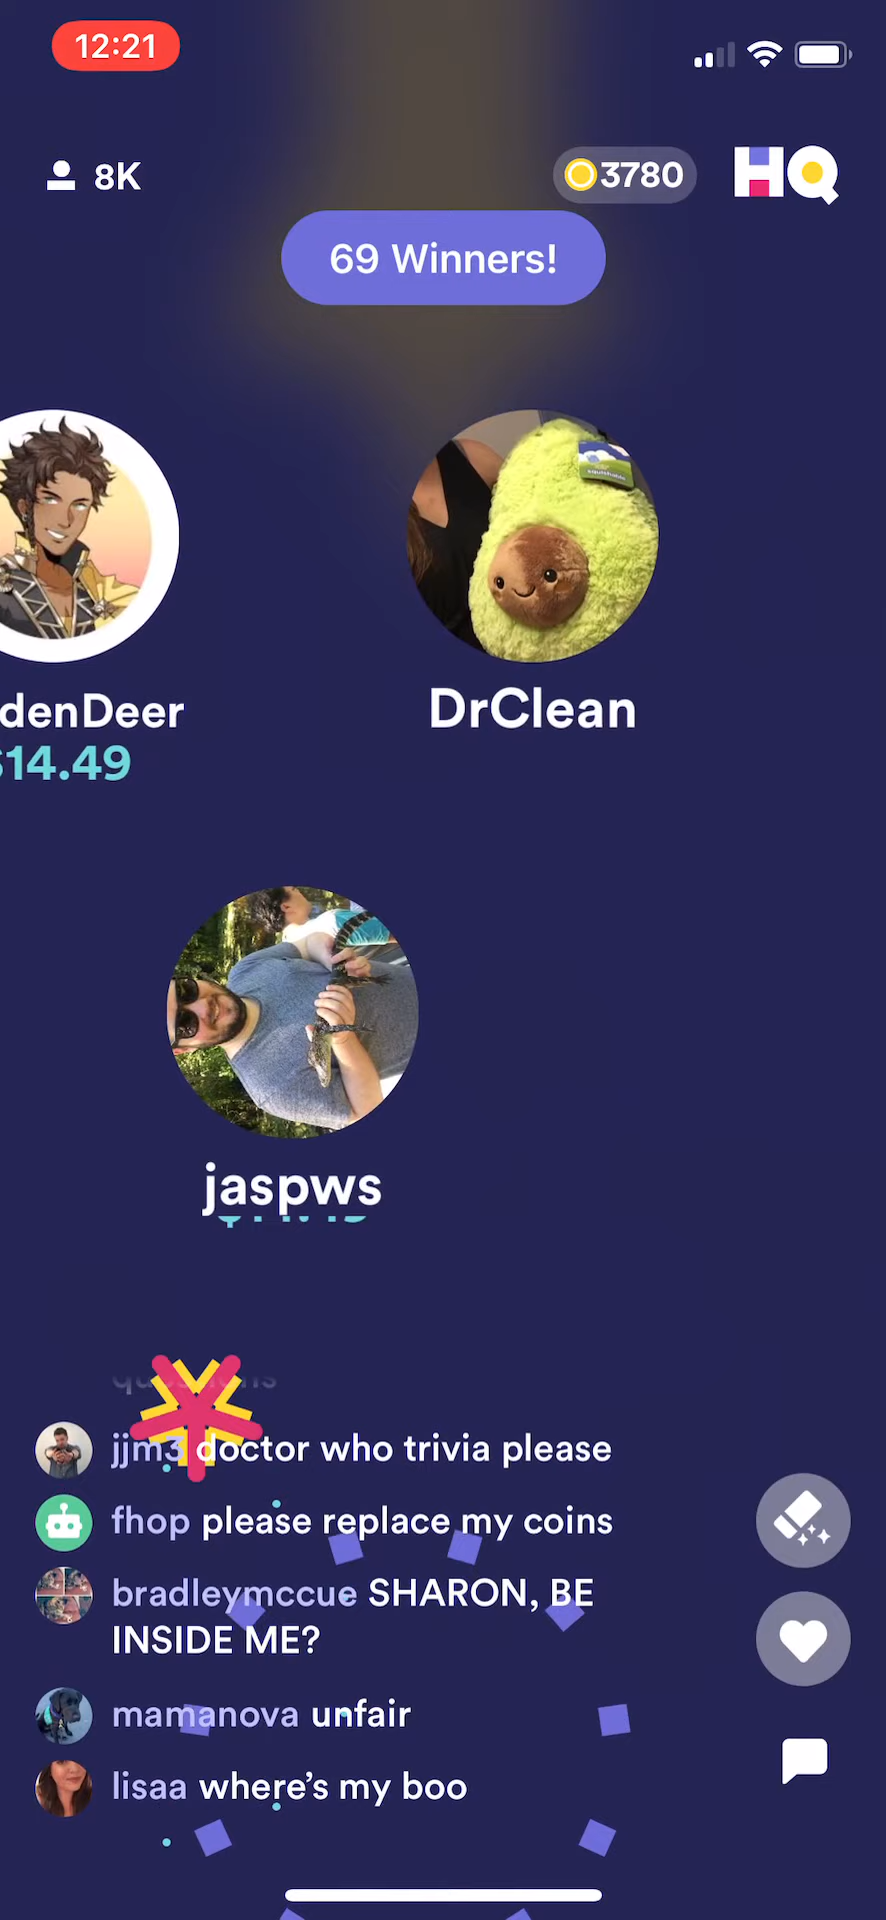 12:21
8K
3780
HQ
69 Winners!
denDeer
$14.49
DrClean
jaspws
jjm3 doctor who trivia please
fhop please replace my coins
bradleymccue SHARON, BE
INSIDE ME?
mamanova unfair
lisaa where's my boo